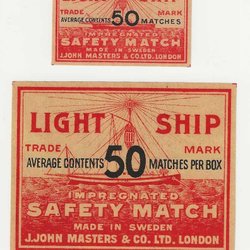 LIGHT SHIP
TRADE MARK
AVERAGE CONTENTS 50 MATCHES
IMPREGNATED
SAFETY MATCH
MADE IN SWEDEN
J. JOHN MASTERS & CO LTD. LONDON
LIGHT SHIP
TRADE MARK
AVERAGE CONTENTS 50 MATCHES PER BOX
IMPREGNATED
SAFETY MATCH
MADE IN SWEDEN
J. JOHN MASTERS & CO. LTD. LONDON